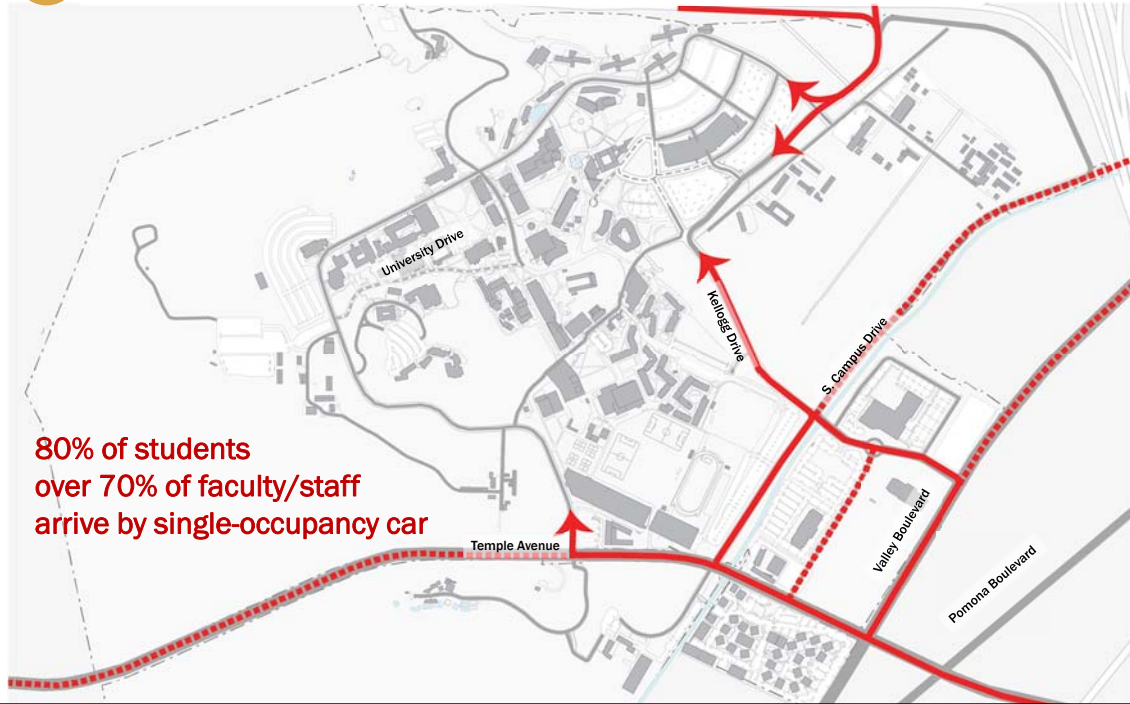 University Drive
Kellogg Drive
S. Campus Drive
80% of students
over 70% of faculty/staff
arrive by single-occupancy car
Temple Avenue
Valley Boulevard
Pomona Boulevard